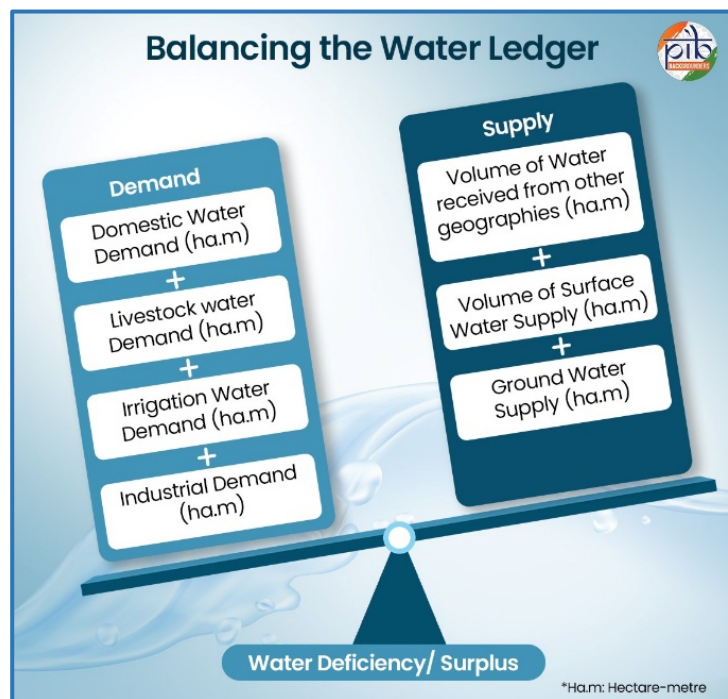 Balancing the Water Ledger
pib
BACKGROUNDERS
Demand
Domestic Water
Demand (ha.m)
+
Livestock water
Demand (ha.m)
+
Irrigation Water
Demand (ha.m)
+
Industrial Demand
(ha.m)
Supply
Volume of Water
received from other
geographies (ha.m)
+
Volume of Surface
Water Supply (ha.m)
+
Ground Water
Supply (ha.m)
Water Deficiency/ Surplus
*Ha.m: Hectare-metre